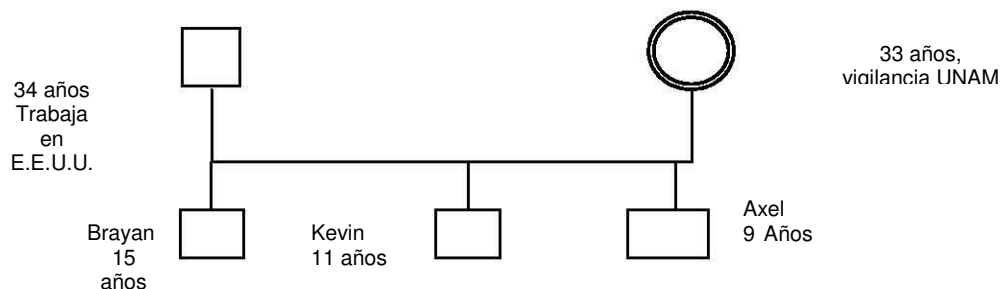 34 años
Trabaja
en
E.E.U.U.
33 años,
vigilancia UNAM
Brayan
15
años
Kevin
11 años
Axel
9 Años